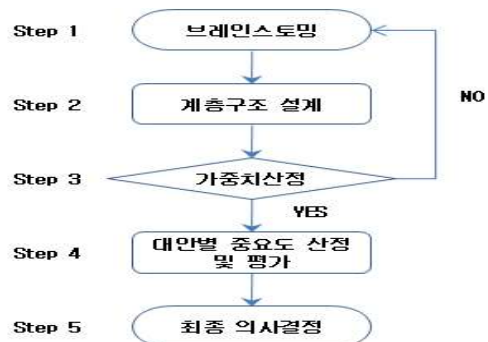 Step 1 브레인스토밍
Step 2 계층구조 설계
NO
Step 3 가중치산정
YES
Step 4 대안별 중요도 산정
및 평가
Step 5 최종 의사결정